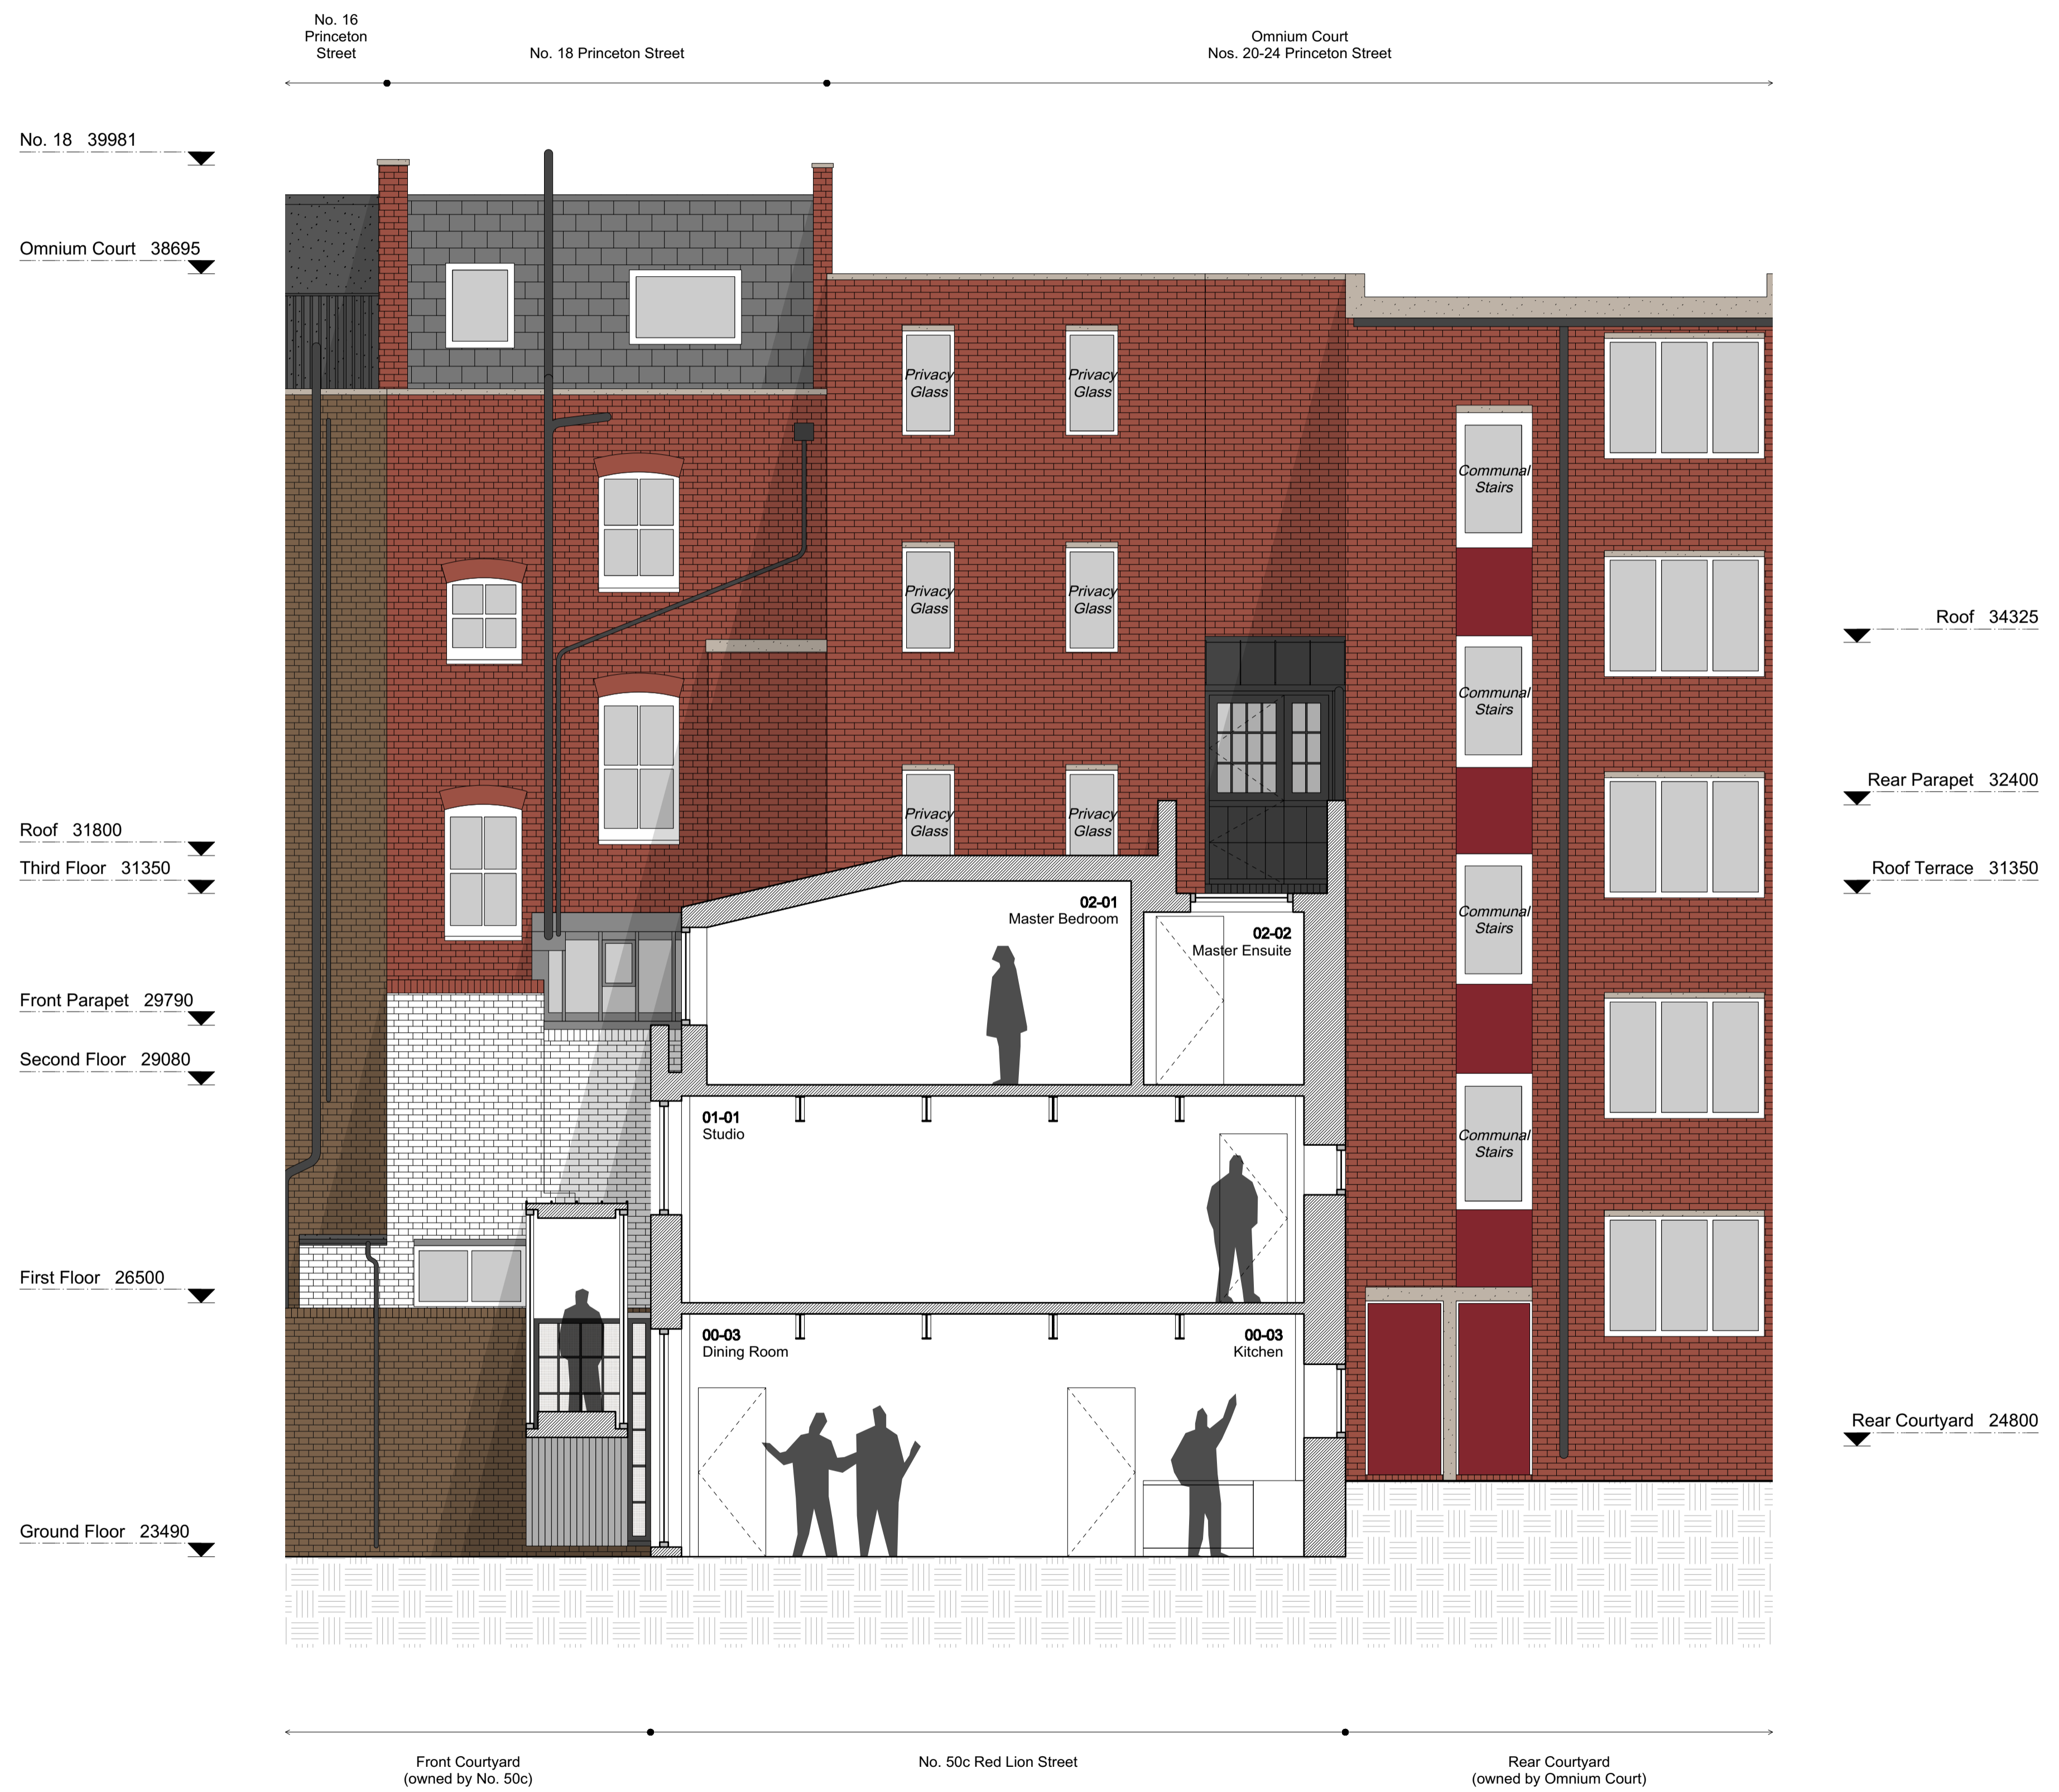 No. 16
Princeton
Street
No. 18 Princeton Street
Omnium Court
Nos. 20-24 Princeton Street
No. 18 39981
Omnium Court 38695
Privacy
Glass
Privacy
Glass
Communal
Stairs
Privacy
Glass
Privacy
Glass
Roof 34325
Communal
Stairs
Rear Parapet 32400
Privacy
Glass
Privacy
Glass
Roof 31800
Third Floor 31350
Roof Terrace 31350
02-01
Master Bedroom
Communal
Stairs
02-02
Master Ensuite
Front Parapet 29790
Second Floor 29080
01-01
Studio
Communal
Stairs
First Floor 26500
00-03
Dining Room
00-03
Kitchen
Rear Courtyard 24800
Ground Floor 23490
Front Courtyard
(owned by No. 50c)
No. 50c Red Lion Street
Rear Courtyard
(owned by Omnium Court)